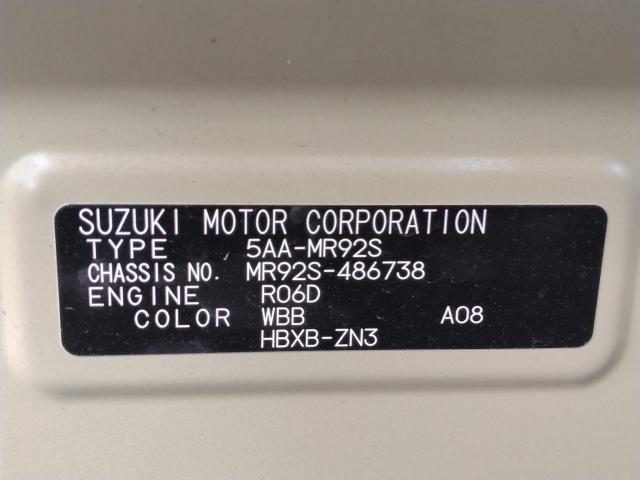 SUZUKI MOTOR CORPORATION
TYPE 5AA-MR92S
CHASSIS NO. MR92S-486738
ENGINE R06D
COLOR WBB A08
HBXB-ZN3